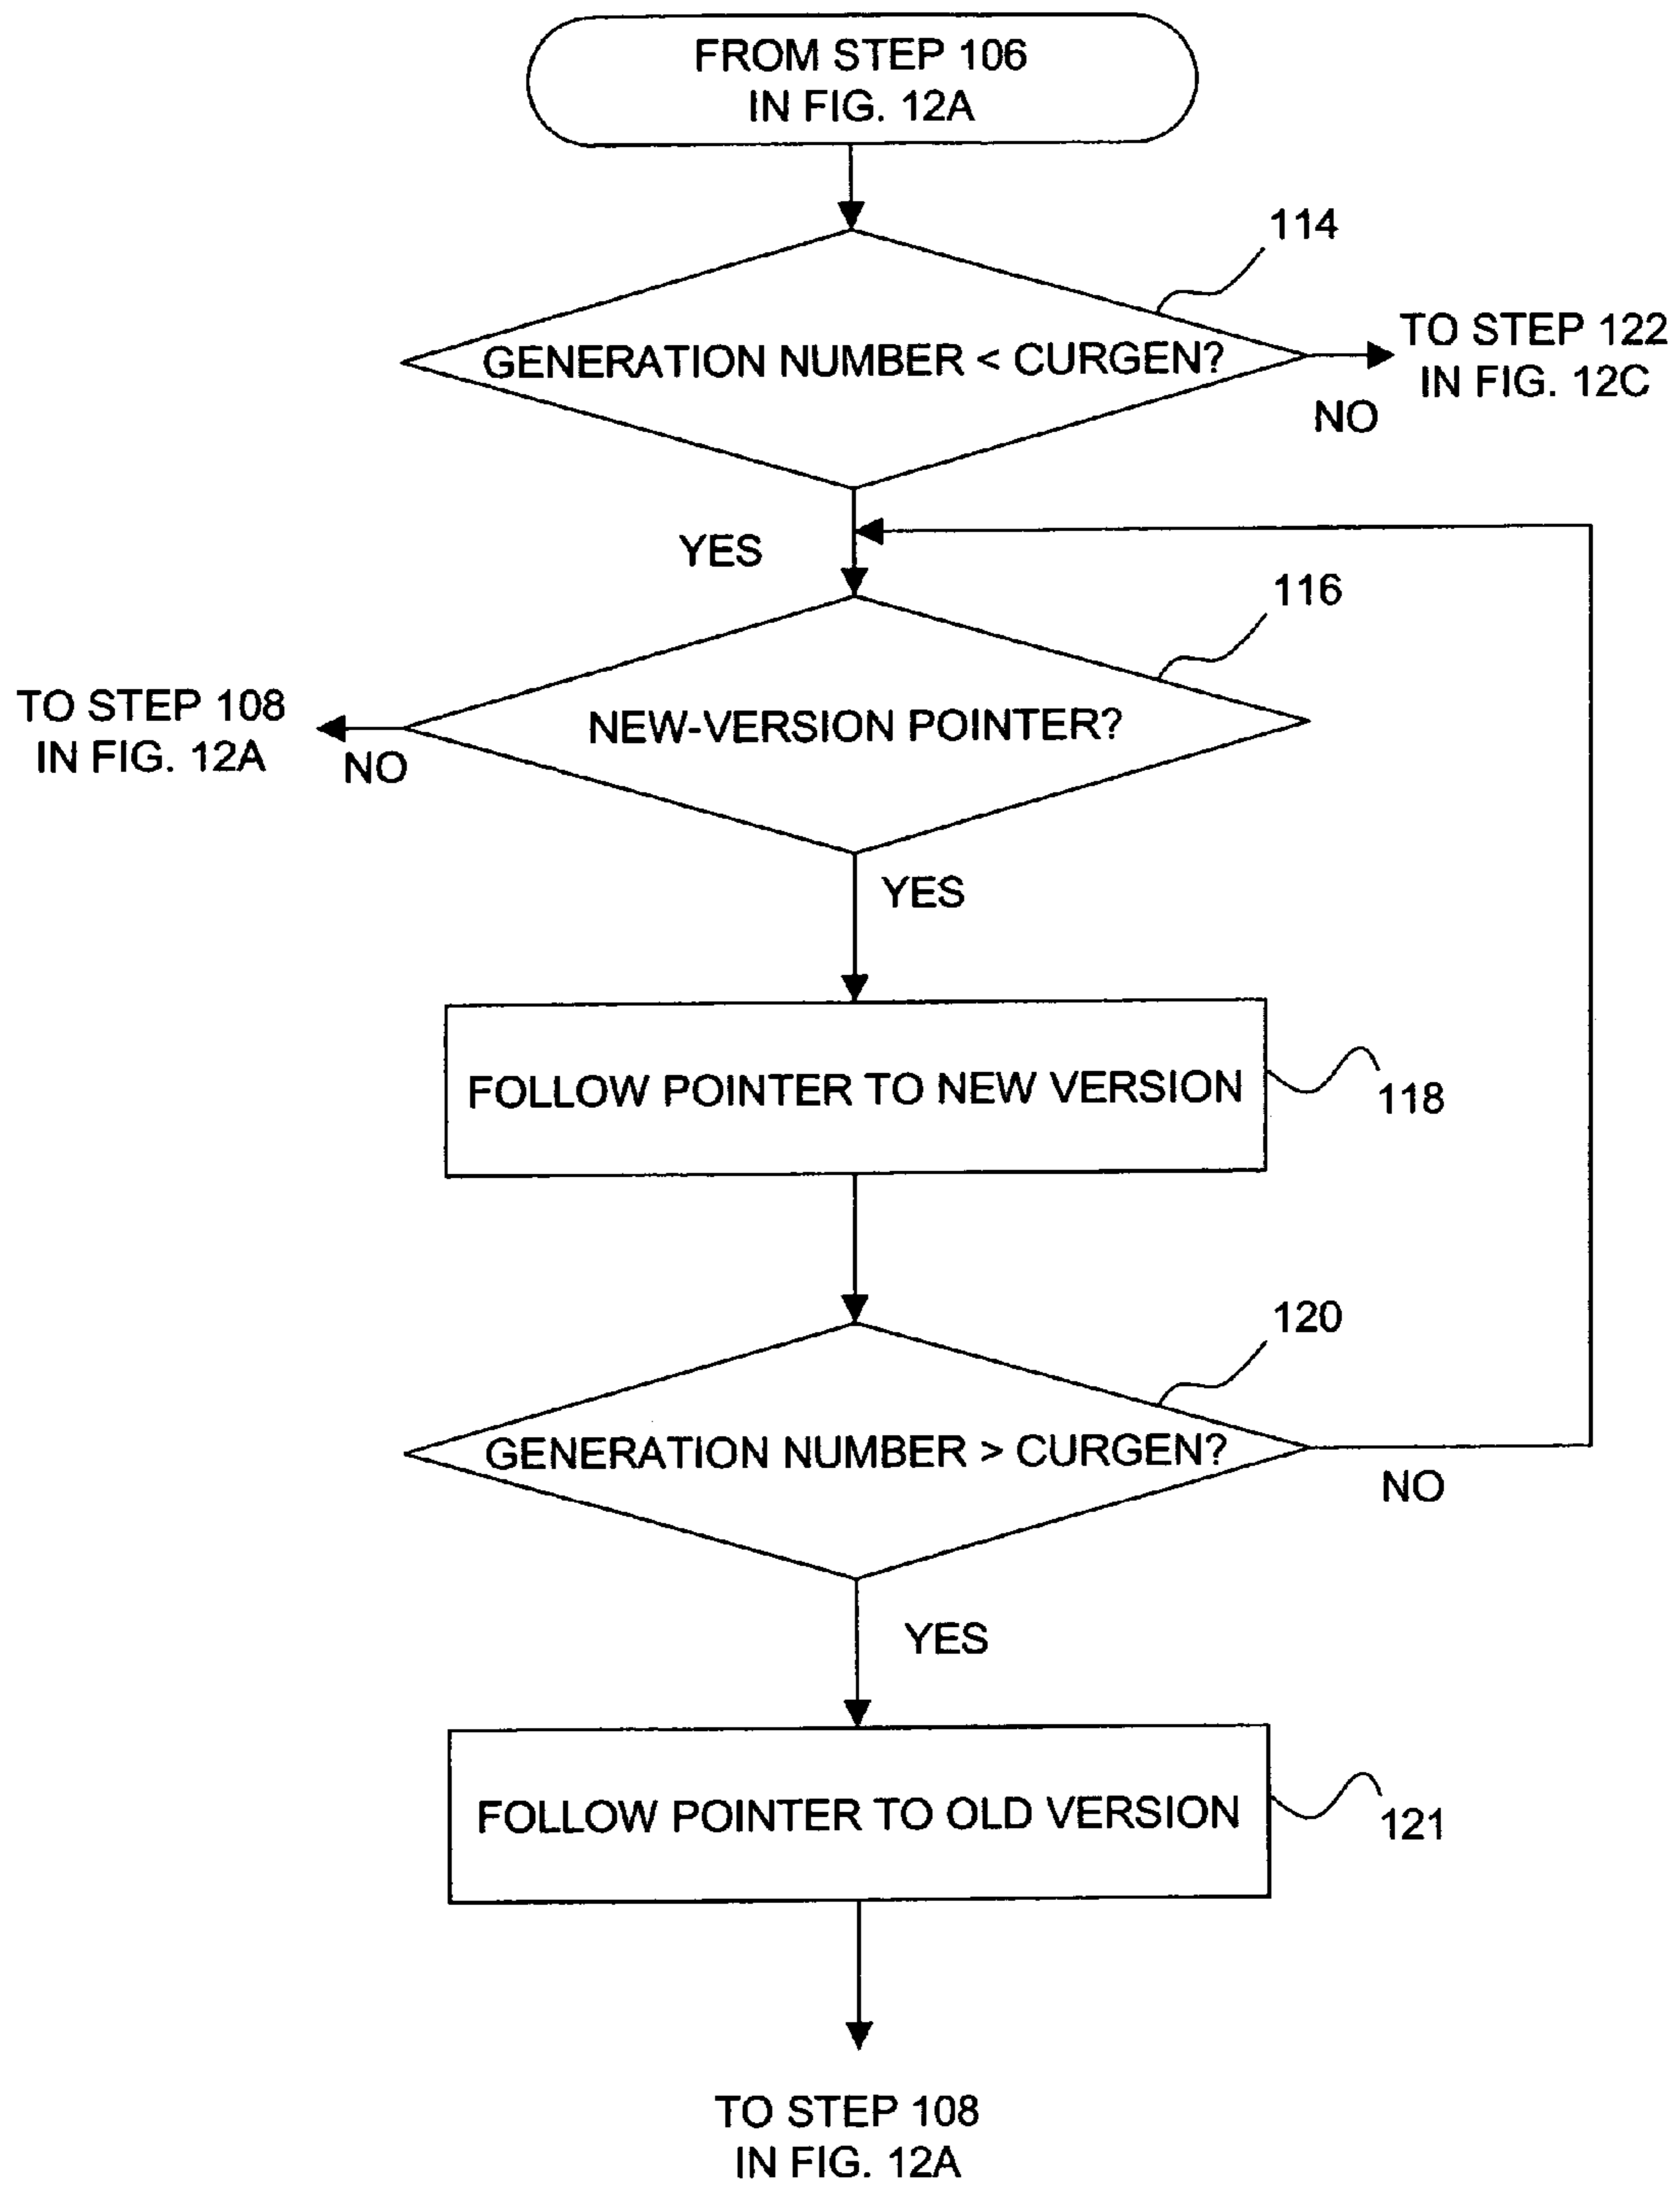 FROM STEP 106
IN FIG. 12A
114
GENERATION NUMBER < CURGEN?
TO STEP 122
IN FIG. 12C
NO
YES
116
NEW-VERSION POINTER?
TO STEP 108
IN FIG. 12A
NO
YES
FOLLOW POINTER TO NEW VERSION
118
120
GENERATION NUMBER > CURGEN?
NO
YES
FOLLOW POINTER TO OLD VERSION
121
TO STEP 108
IN FIG. 12A